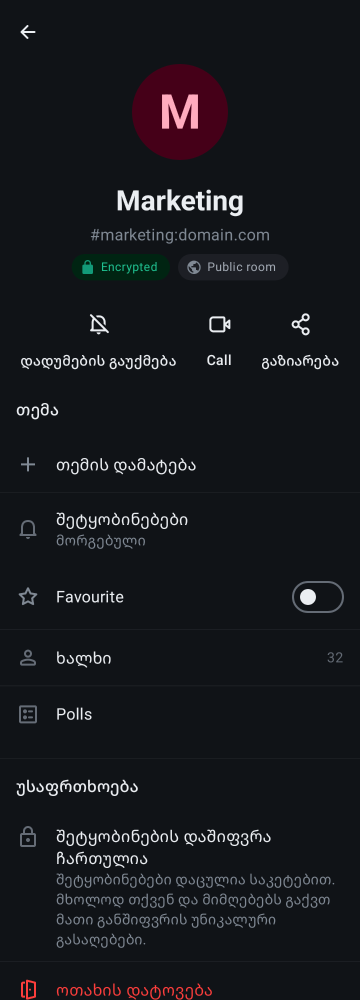 M
Marketing
#marketing:domain.com
Encrypted
Public room
დადუმების გაუქმება
Call
გაზიარება
თემა
თემის დამატება
შეტყობინებები
მორგებული
Favourite
ხალხი
32
Polls
უსაფრთხოება
შეტყობინების დაშიფვრა
ჩართულია
შეტყობინებები დაცულია საკეტებით.
მხოლოდ თქვენ და მიმღებებს გაქვთ
მათი განშიფვრის უნიკალური
გასაღებები.
ოთახის დატოვება